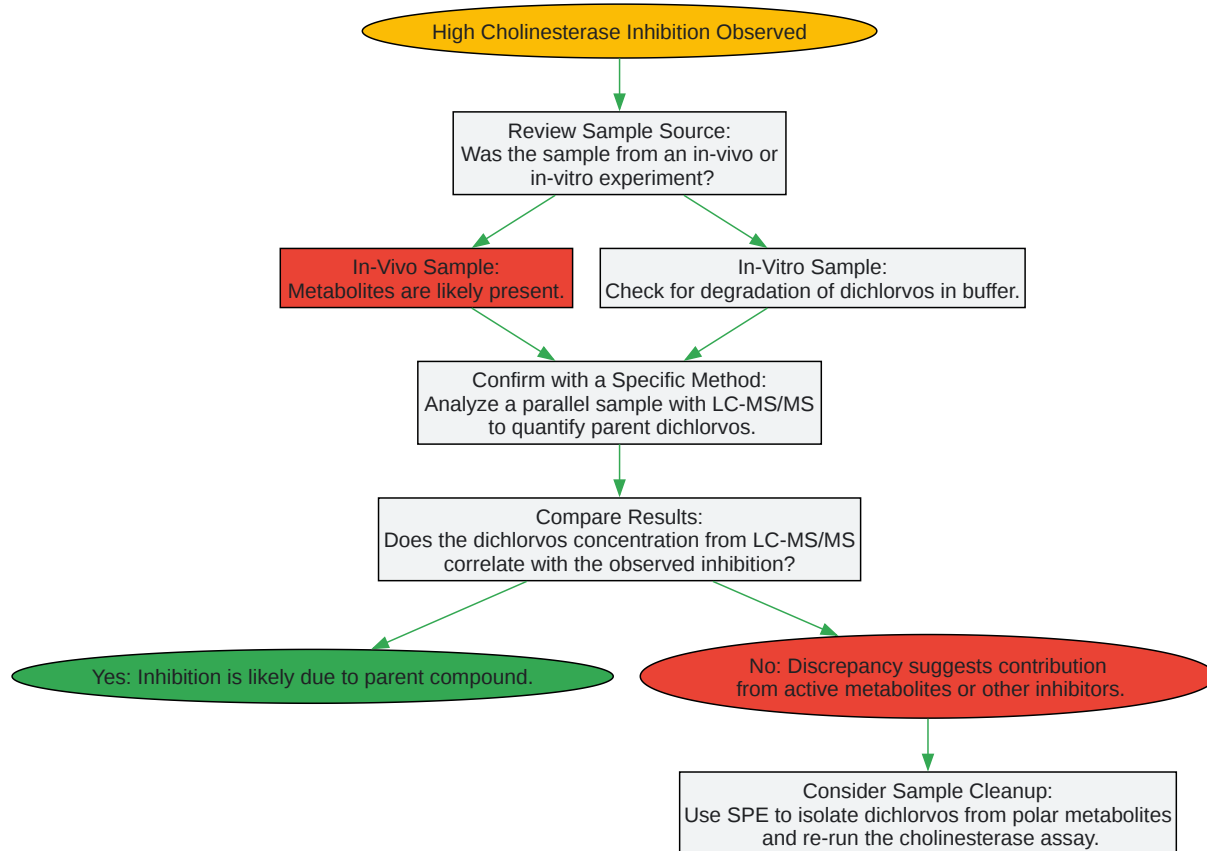 High Cholinesterase Inhibition Observed
Review Sample Source:
Was the sample from an in-vivo or
in-vitro experiment?
In-Vivo Sample:
Metabolites are likely present.
In-Vitro Sample:
Check for degradation of dichlorvos in buffer.
Confirm with a Specific Method:
Analyze a parallel sample with LC-MS/MS
to quantify parent dichlorvos.
Compare Results:
Does the dichlorvos concentration from LC-MS/MS
correlate with the observed inhibition?
Yes: Inhibition is likely due to parent compound.
No: Discrepancy suggests contribution
from active metabolites or other inhibitors.
Consider Sample Cleanup:
Use SPE to isolate dichlorvos from polar metabolites
and re-run the cholinesterase assay.